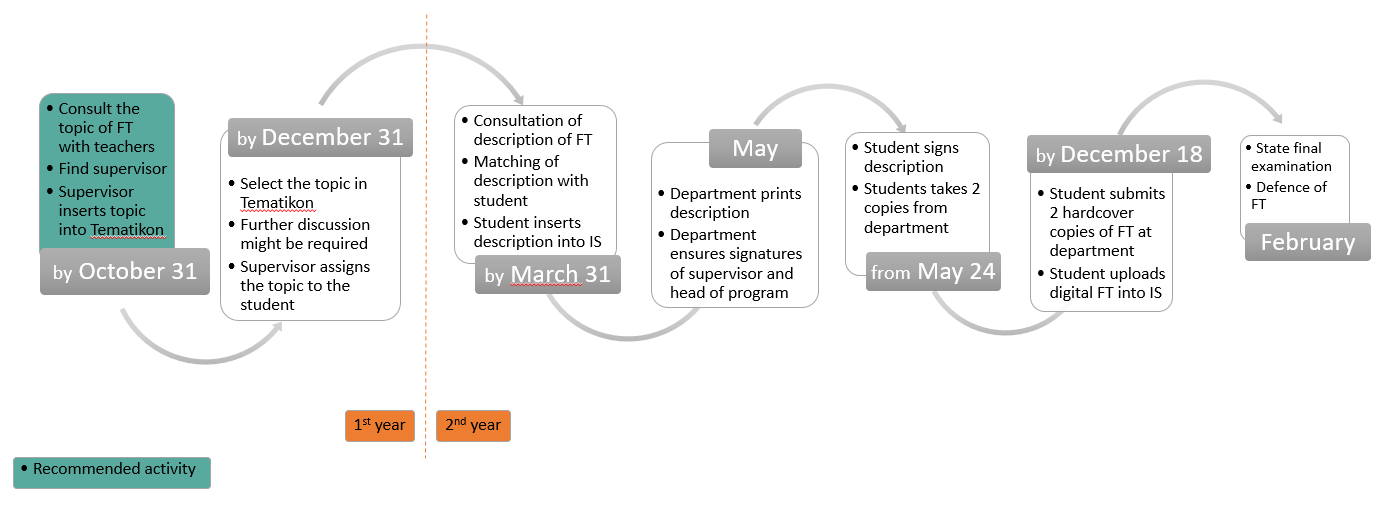 • Consult the
topic of FT
with teachers
• Find supervisor
• Supervisor
inserts topic
into Tematikon
by October 31
by December 31
• Select the topic in
Tematikon
• Further discussion
might be required
• Supervisor assigns
the topic to the
student
• Consultation of
description of FT
• Matching of
description with
student
• Student inserts
description into IS
by March 31
May
• Department prints
description
• Department
ensures signatures
of supervisor and
head of program
• Student signs
description
• Students takes 2
copies from
department
from May 24
by December 18
• Student submits
2 hardcover
copies of FT at
department
• Student uploads
digital FT into IS
• State final
examination
• Defence of
FT
February
1st year
2nd year
• Recommended activity